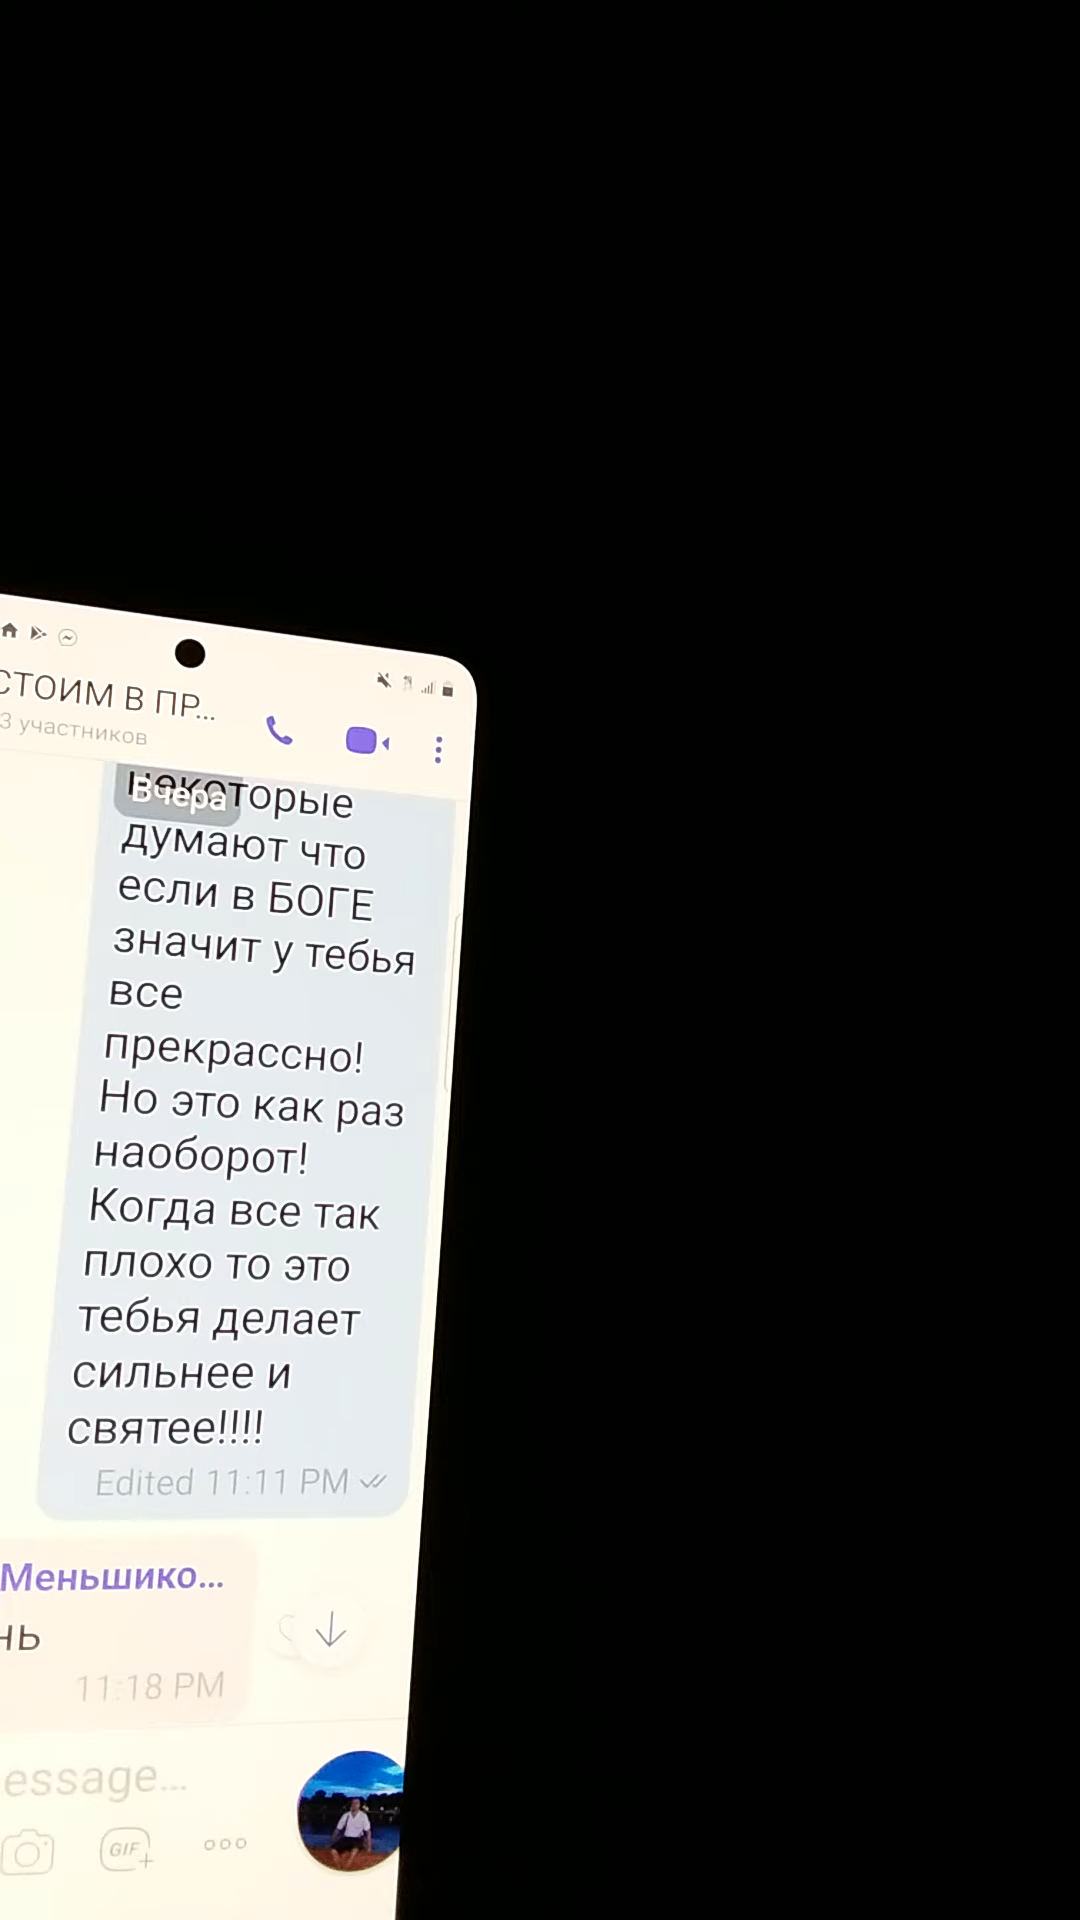 СТОИМ В ПР...
3 участников
некоторые
Вчера
думают что
если в БОГЕ
значит у тебья
все
прекрассно!
Но это как раз
наоборот!
Когда все так
плохо то это
тебья делает
сильнее и
святее!!!!
Edited 11:11 PM
Меньшико...
нь
11:18 PM
essage...
GIF